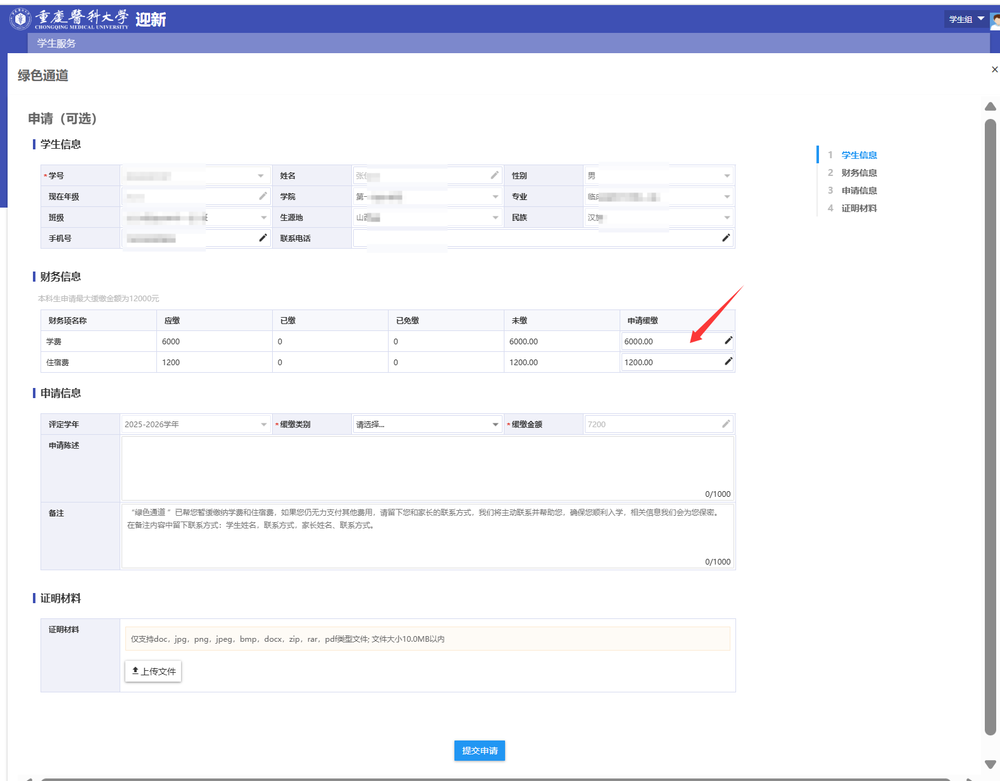 重慶醫科大學 迎新
CHONGQING MEDICAL UNIVERSITY
学生组
学生服务
绿色通道
×
申请（可选）
学生信息
*学号 姓名 张 性别 男
现在年级 学院 第一 专业 临床
班级 班 生源地 山西 民族 汉族
手机号 联系电话
1 学生信息
2 财务信息
3 申请信息
4 证明材料
财务信息
本科生申请最大缓缴金额为12000元
财务项名称 应缴 已缴 已免缴 未缴 申请缓缴
学费 6000 0 0 6000.00 6000.00
住宿费 1200 0 0 1200.00 1200.00
申请信息
评定学年 2025-2026学年 *缓缴类别 请选择... *缓缴金额 7200
申请陈述
0/1000
备注 “绿色通道 ”已帮您暂缓缴纳学费和住宿费，如果您仍无力支付其他费用，请留下您和家长的联系方式，我们将主动联系并帮助您，确保您顺利入学，相关信息我们会为您保密。
在备注内容中留下联系方式：学生姓名，联系方式，家长姓名、联系方式。
0/1000
证明材料
证明材料 仅支持doc，jpg，png，jpeg，bmp，docx，zip，rar，pdf类型文件; 文件大小10.0MB以内
上传文件
提交申请